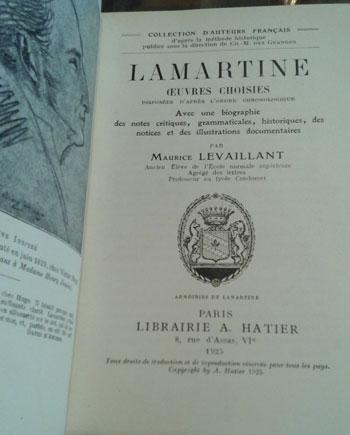 COLLECTION D'AUTEURS FRANÇAIS
d'après la méthode historique
publiée sous la direction de CH.-M. DES GRANGES
LAMARTINE
ŒUVRES CHOISIES
DISPOSÉES D'APRÈS L'ORDRE CHRONOLOGIQUE
Avec une biographie
des notes critiques, grammaticales, historiques, des
notices et des illustrations documentaires
PAR
MAURICE LEVAILLANT
Ancien Élève de l'École normale supérieure
Agrégé des lettres
Professeur au lycée Condorcet
ARMOIRIES DE LAMARTINE
PARIS
LIBRAIRIE A. HATIER
8, rue d'Assas, VIe
1925
Tous droits de traduction et de reproduction réservés pour tous les pays.
Copyright by A. Hatier 1925